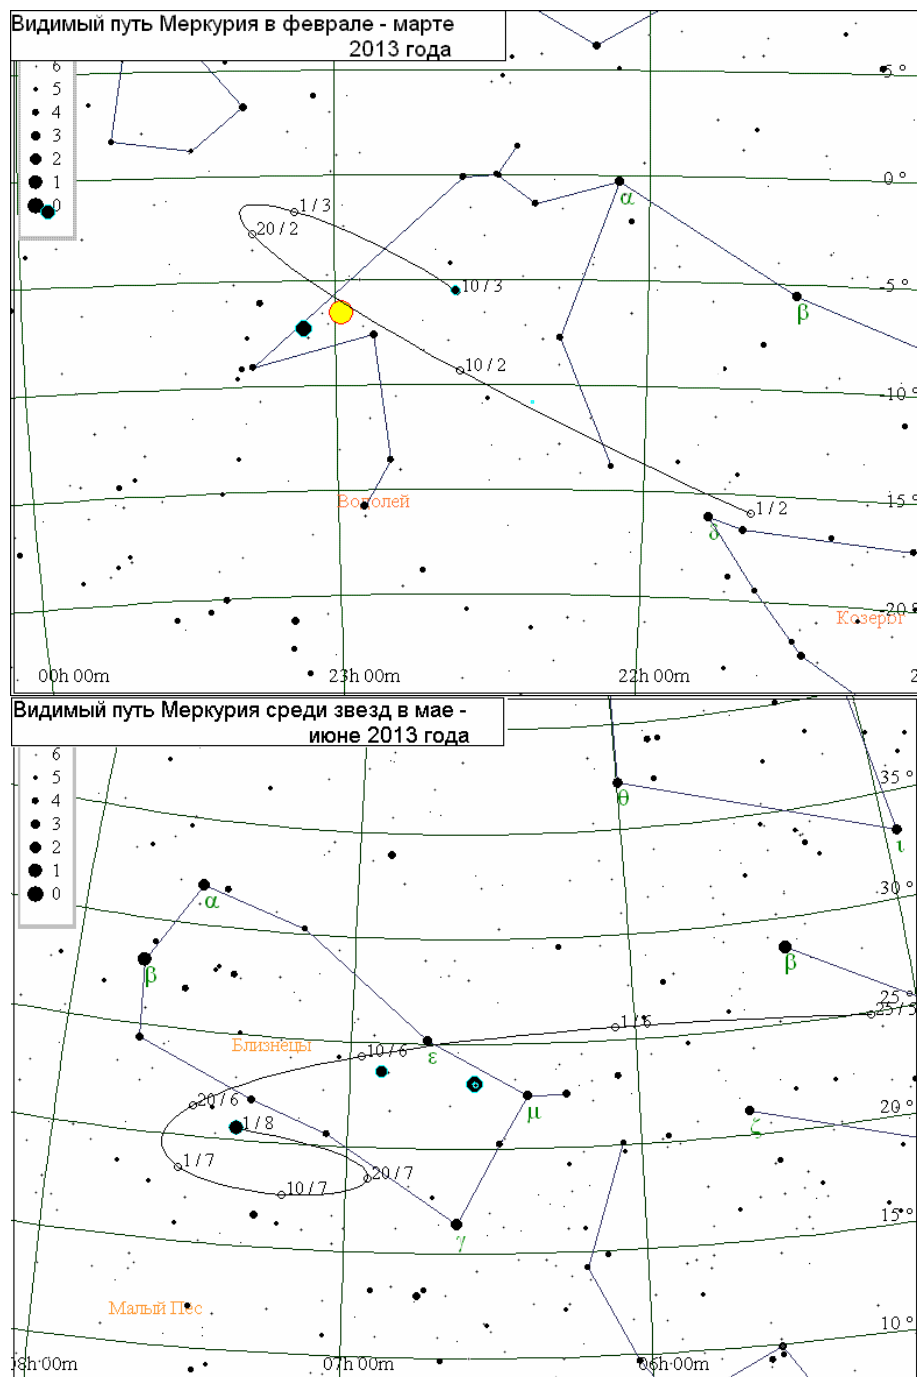 Видимый путь Меркурия в феврале - марте
2013 года
6
5
4
3
2
1
0
5 °
0 °
-5 °
-10 °
-15 °
-20 °
α
β
δ
1 / 3
20 / 2
10 / 3
10 / 2
1 / 2
Водолей
Козерог
00h 00m
23h 00m
22h 00m
2
Видимый путь Меркурия среди звезд в мае -
июне 2013 года
6
5
4
3
2
1
0
35 °
30 °
25 °
20 °
15 °
10 °
θ
ι
α
β
β
ε
μ
ζ
γ
25 / 5
1 / 6
10 / 6
20 / 6
1 / 8
1 / 7
10 / 7
20 / 7
Близнецы
Малый Пес
08h 00m
07h 00m
06h 00m